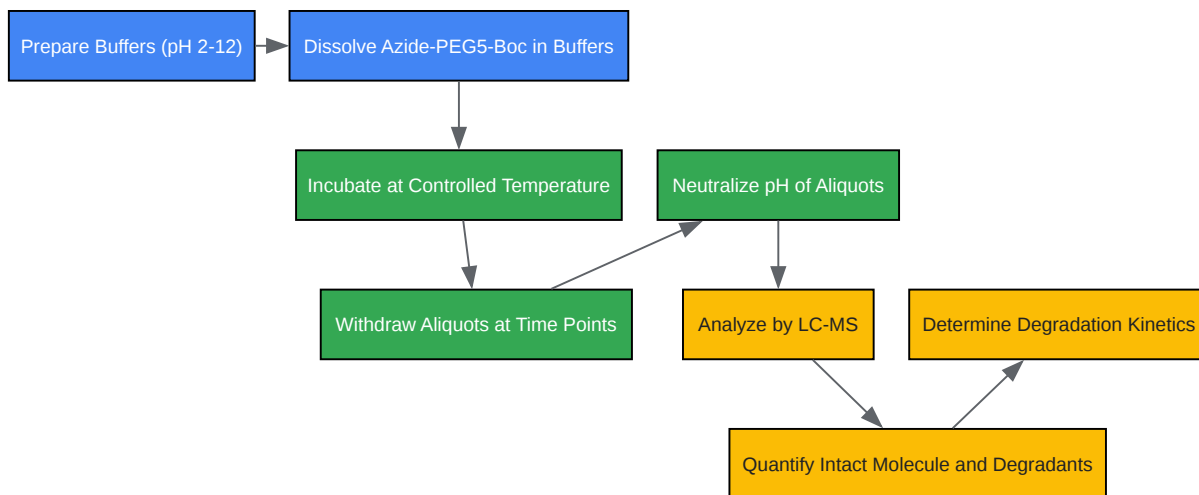 Prepare Buffers (pH 2-12)
Dissolve Azide-PEG5-Boc in Buffers
Incubate at Controlled Temperature
Neutralize pH of Aliquots
Withdraw Aliquots at Time Points
Analyze by LC-MS
Determine Degradation Kinetics
Quantify Intact Molecule and Degradants